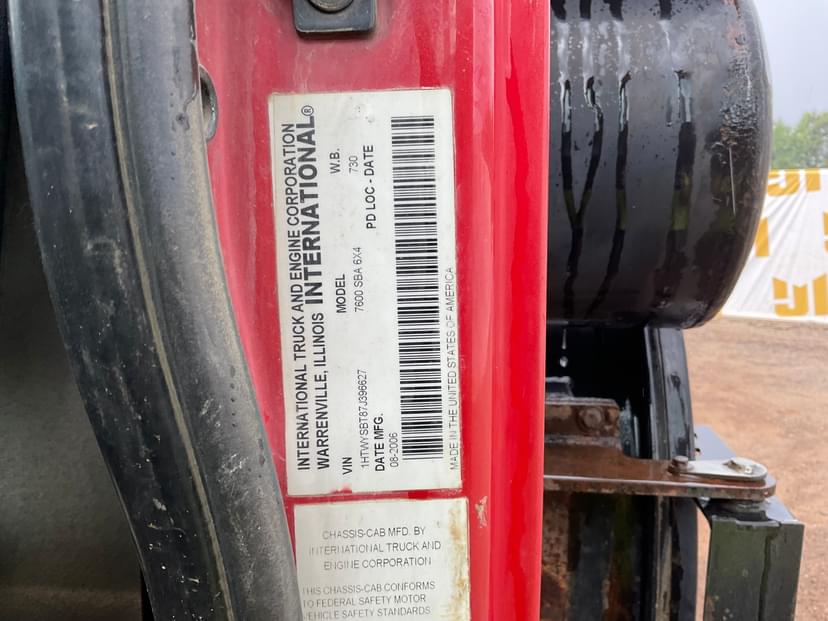 INTERNATIONAL TRUCK AND ENGINE CORPORATION
WARRENVILLE, ILLINOIS INTERNATIONAL®
VIN MODEL W.B.
1HTWYSBT87J396627 7600 SBA 6X4 730
DATE MFG. PD LOC - DATE
08-2006
MADE IN THE UNITED STATES OF AMERICA
CHASSIS-CAB MFD. BY
INTERNATIONAL TRUCK AND
ENGINE CORPORATION
THIS CHASSIS-CAB CONFORMS
TO FEDERAL SAFETY MOTOR
VEHICLE SAFETY STANDARDS